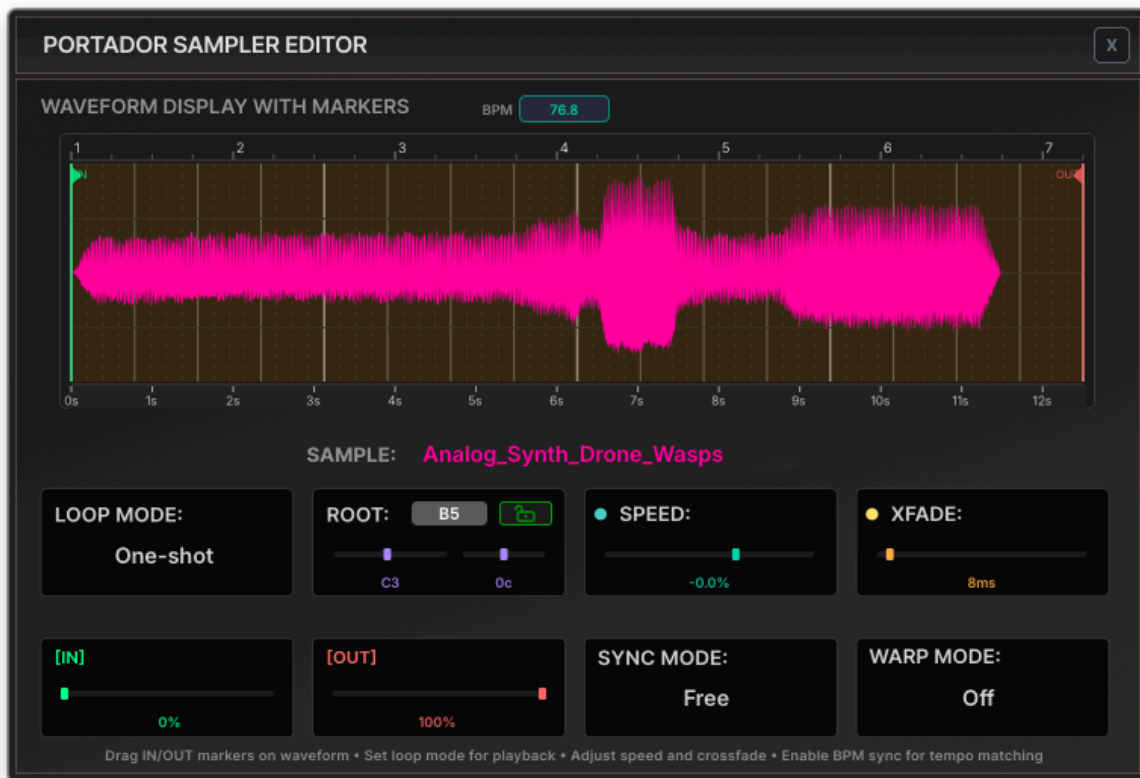 PORTADOR SAMPLER EDITOR X
WAVEFORM DISPLAY WITH MARKERS BPM 76.8
1 2 3 4 5 6 7
IN OUT
0s 1s 2s 3s 4s 5s 6s 7s 8s 9s 10s 11s 12s
SAMPLE: Analog_Synth_Drone_Wasps
LOOP MODE:
One-shot
ROOT: B5
C3 0c
SPEED:
-0.0%
XFADE:
8ms
[IN]
0%
[OUT]
100%
SYNC MODE:
Free
WARP MODE:
Off
Drag IN/OUT markers on waveform • Set loop mode for playback • Adjust speed and crossfade • Enable BPM sync for tempo matching